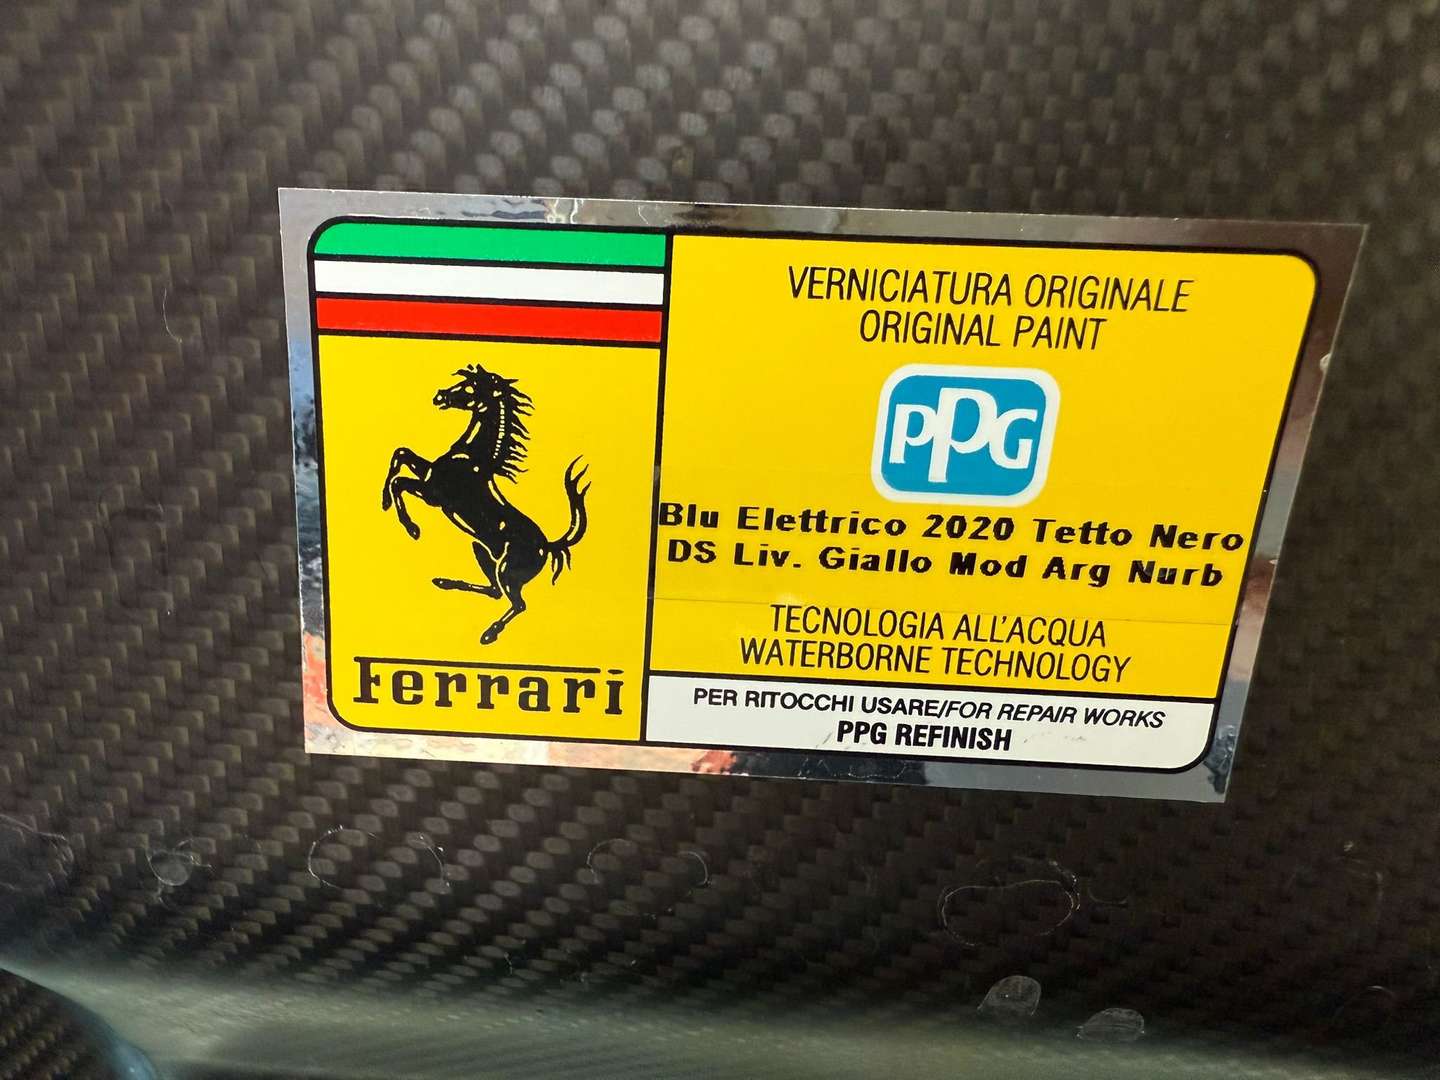 VERNICIATURA ORIGINALE
ORIGINAL PAINT
PPG
Blu Elettrico 2020 Tetto Nero
DS Liv. Giallo Mod Arg Nurb
TECNOLOGIA ALL'ACQUA
WATERBORNE TECHNOLOGY
Ferrari
PER RITOCCHI USARE/FOR REPAIR WORKS
PPG REFINISH